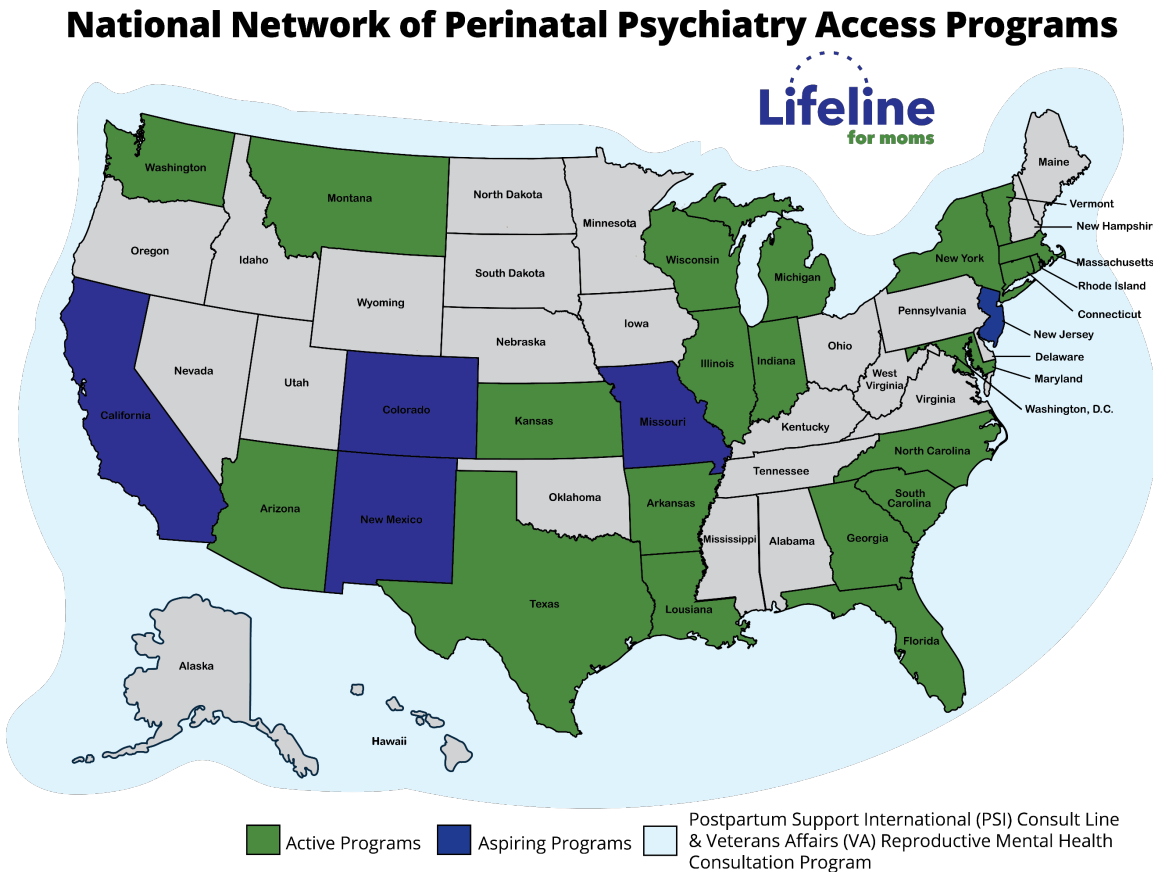 National Network of Perinatal Psychiatry Access Programs
Lifeline
for moms
Washington
Montana
North Dakota
Minnesota
Maine
Vermont
New Hampshir
Oregon
Idaho
South Dakota
Wisconsin
Michigan
New York
Massachusetts
Rhode Island
Connecticut
Wyoming
Iowa
Pennsylvania
New Jersey
Nebraska
Ohio
Delaware
Nevada
Utah
Illinois
Indiana
West
Virginia
Maryland
Colorado
Virginia
Washington, D.C.
California
Kansas
Missouri
Kentucky
North Carolina
Tennessee
Arizona
New Mexico
Oklahoma
Arkansas
South
Carolina
Mississippi
Alabama
Georgia
Texas
Lousiana
Florida
Alaska
Hawaii
Active Programs
Aspiring Programs
Postpartum Support International (PSI) Consult Line
& Veterans Affairs (VA) Reproductive Mental Health
Consultation Program